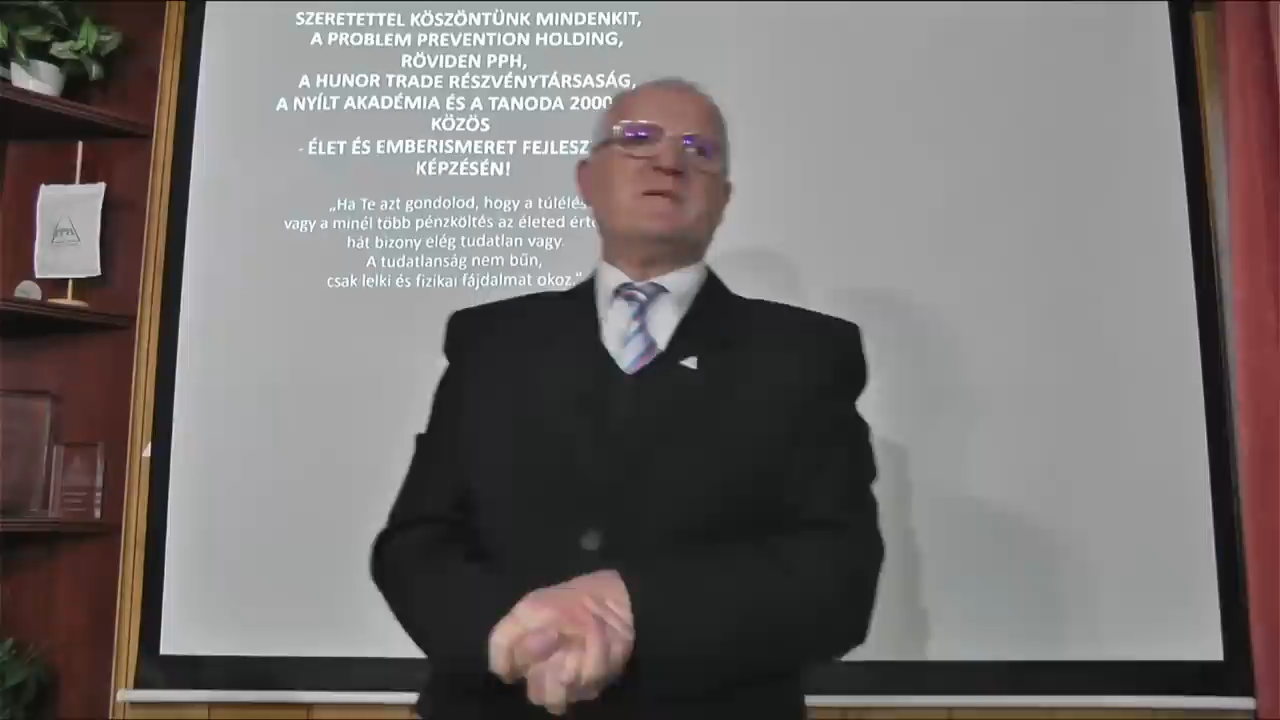 SZERETETTEL KÖSZÖNTÜNK MINDENKIT,
A PROBLEM PREVENTION HOLDING,
RÖVIDEN PPH,
A HUNOR TRADE RÉSZVÉNYTÁRSASÁG,
A NYÍLT AKADÉMIA ÉS A TANODA 2000
KÖZÖS
- ÉLET ÉS EMBERISMERET
KÉPZÉSÉN!
„Ha Te azt gondolod, hogy a túlélés
vagy a minél több pénzköltés az életed
hát bizony elég tudatlan vagy.
A tudatlanság nem bűn,
csak lelki és fizikai fájdalmat okoz.“